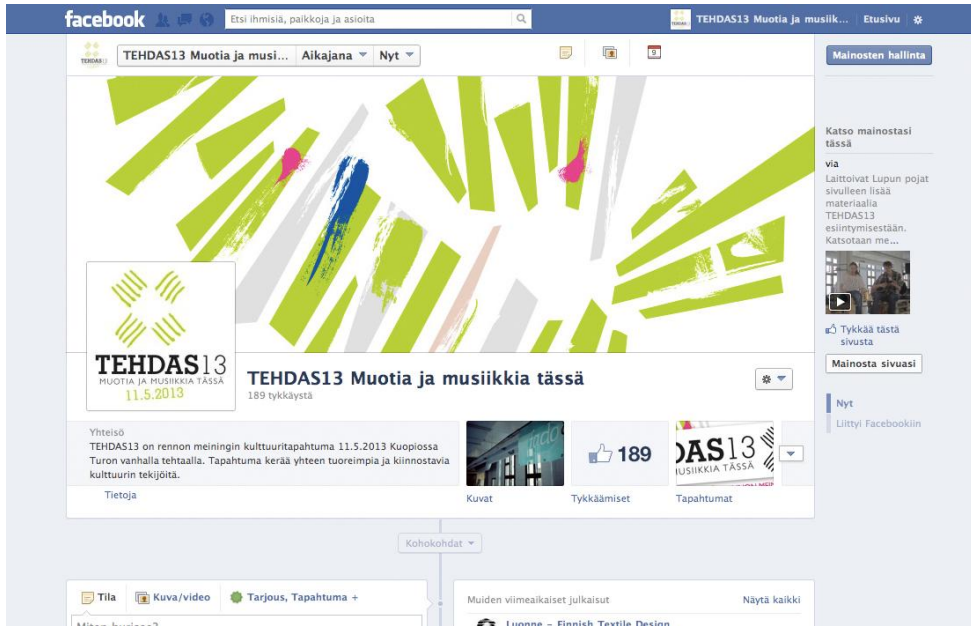 facebook
Etsi ihmisiä, paikkoja ja asioita
TEHDAS13 Muotia ja musiik...
Etusivu
TEHDAS13 Muotia ja musi...
Aikajana
Nyt
9
Mainosten hallinta
Katso mainostasi
tässä
via
Laittoivat Lupun pojat
sivulleen lisää
materiaalia
TEHDAS13
esiintymisestään.
Katsotaan me...
Tykkää tästä
sivusta
Mainosta sivuasi
Nyt
Liittyi Facebookiin
TEHDAS13
MUOTIA JA MUSIIKKIA TÄSSÄ
11.5.2013
TEHDAS13 Muotia ja musiikkia tässä
189 tykkäystä
Yhteisö
TEHDAS13 on rennon meiningin kulttuuritapahtuma 11.5.2013 Kuopiossa
Turon vanhalla tehtaalla. Tapahtuma kerää yhteen tuoreimpia ja kiinnostavia
kulttuurin tekijöitä.
Tietoja
Kuvat
189
Tykkäämiset
DAS13
USIIKKIA TÄSSÄ
Tapahtumat
Kohokohdat
Tila
Kuva/video
Tarjous, Tapahtuma +
Muiden viimeaikaiset julkaisut
Näytä kaikki
Luonne - Finnish Textile Design